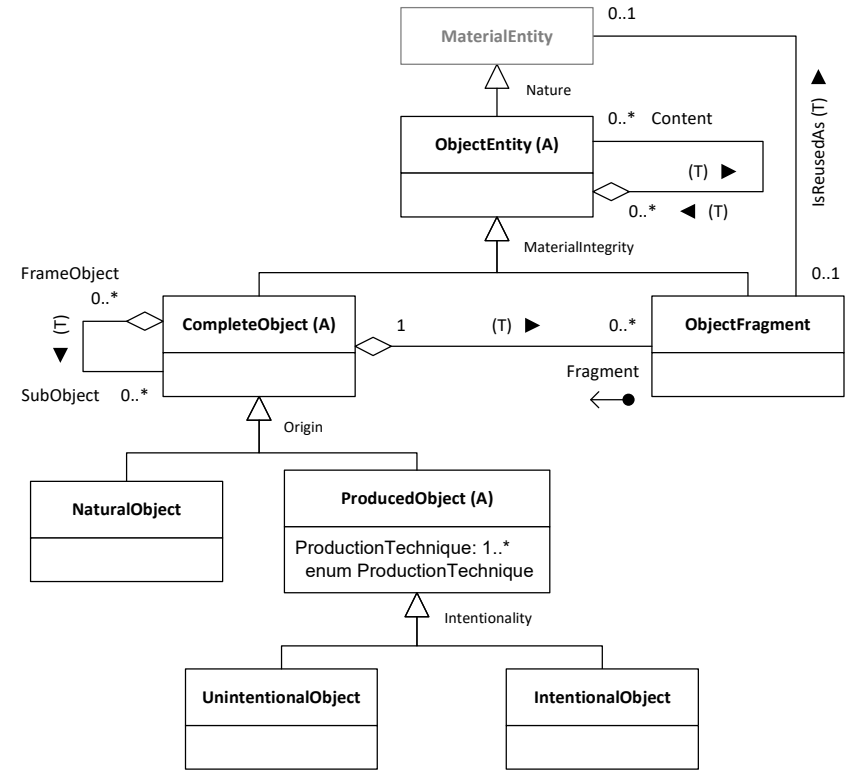 MaterialEntity
0..1
Nature
IsReusedAs (T) ▲
ObjectEntity (A)
0..* Content
(T) ►
0..* ◄ (T)
MaterialIntegrity
FrameObject
0..*
0..1
(T) ▼
CompleteObject (A)
1
(T) ►
0..*
ObjectFragment
Fragment
SubObject 0..*
Origin
NaturalObject
ProducedObject (A)
ProductionTechnique: 1..*
enum ProductionTechnique
Intentionality
UnintentionalObject
IntentionalObject